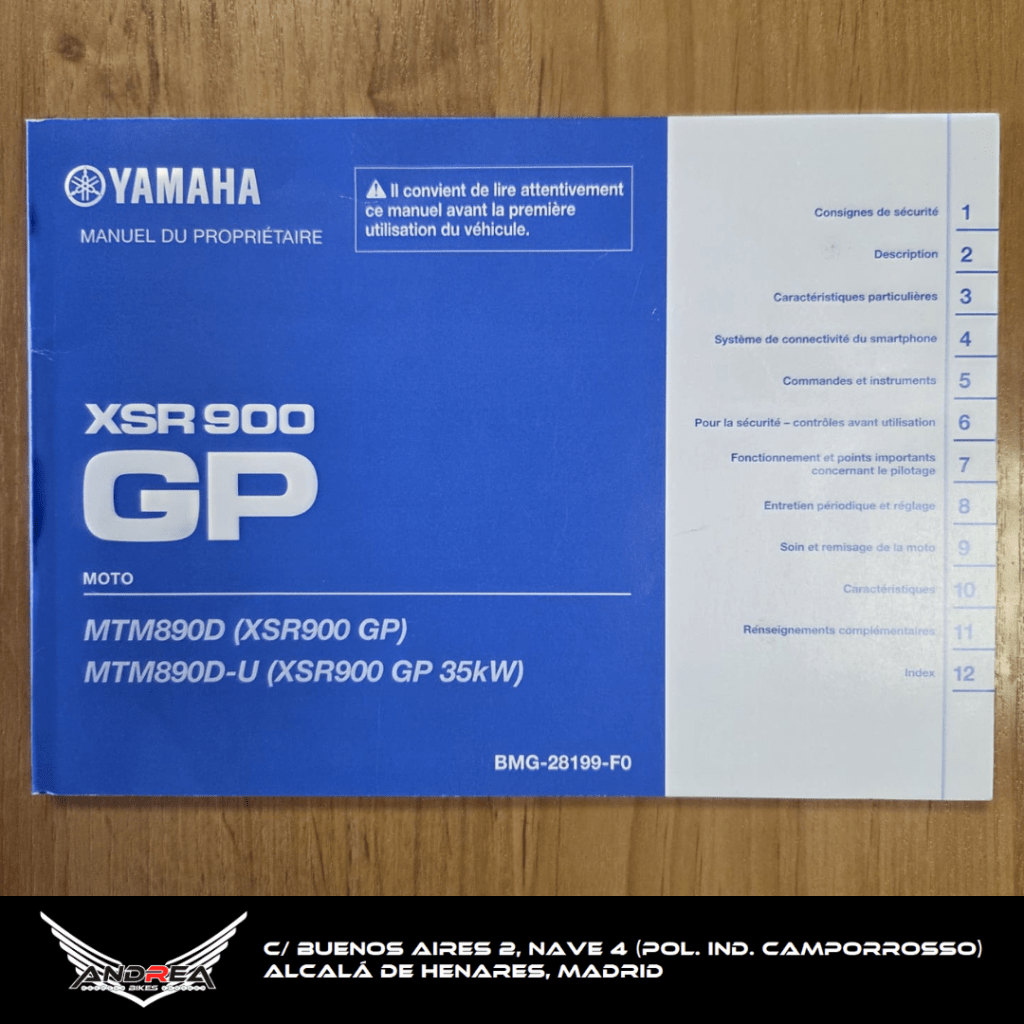 YAMAHA
MANUEL DU PROPRIÉTAIRE
Il convient de lire attentivement
ce manuel avant la première
utilisation du véhicule.
XSR 900
GP
MOTO
MTM890D (XSR900 GP)
MTM890D-U (XSR900 GP 35kW)
BMG-28199-F0
Consignes de sécurité 1
Description 2
Caractéristiques particulières 3
Système de connectivité du smartphone 4
Commandes et instruments 5
Pour la sécurité – contrôles avant utilisation 6
Fonctionnement et points importants
concernant le pilotage 7
Entretien périodique et réglage 8
Soin et remisage de la moto 9
Caractéristiques 10
Renseignements complémentaires 11
Index 12
ANDREA
BIKES
C/ BUENOS AIRES 2, NAVE 4 (POL. IND. CAMPORROSSO)
ALCALÁ DE HENARES, MADRID